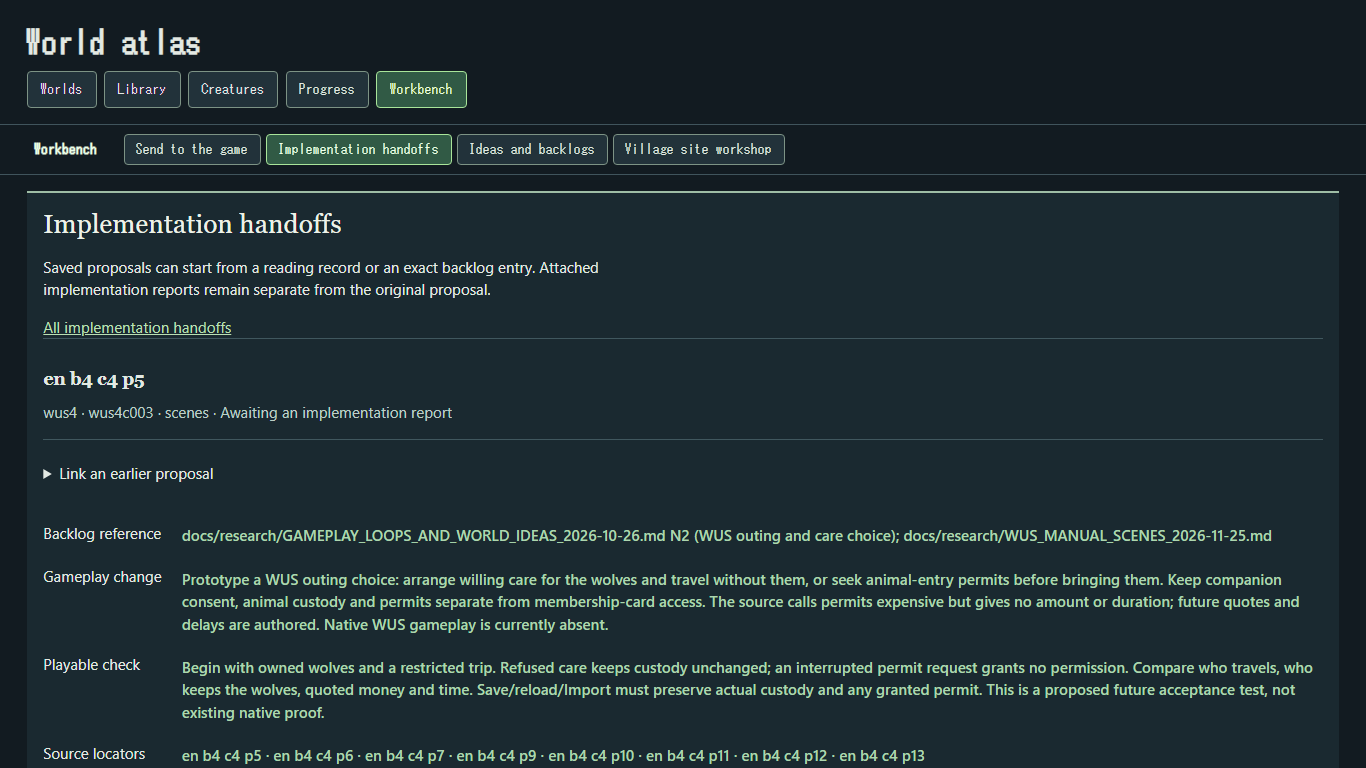 World atlas
Worlds
Library
Creatures
Progress
Workbench
Workbench
Send to the game
Implementation handoffs
Ideas and backlogs
Village site workshop
Implementation handoffs
Saved proposals can start from a reading record or an exact backlog entry. Attached
implementation reports remain separate from the original proposal.
All implementation handoffs
en b4 c4 p5
wus4 · wus4c003 · scenes · Awaiting an implementation report
Link an earlier proposal
Backlog reference
docs/research/GAMEPLAY_LOOPS_AND_WORLD_IDEAS_2026-10-26.md N2 (WUS outing and care choice); docs/research/WUS_MANUAL_SCENES_2026-11-25.md
Gameplay change
Prototype a WUS outing choice: arrange willing care for the wolves and travel without them, or seek animal-entry permits before bringing them. Keep companion
consent, animal custody and permits separate from membership-card access. The source calls permits expensive but gives no amount or duration; future quotes and
delays are authored. Native WUS gameplay is currently absent.
Playable check
Begin with owned wolves and a restricted trip. Refused care keeps custody unchanged; an interrupted permit request grants no permission. Compare who travels, who
keeps the wolves, quoted money and time. Save/reload/Import must preserve actual custody and any granted permit. This is a proposed future acceptance test, not
existing native proof.
Source locators
en b4 c4 p5 · en b4 c4 p6 · en b4 c4 p7 · en b4 c4 p9 · en b4 c4 p10 · en b4 c4 p11 · en b4 c4 p12 · en b4 c4 p13